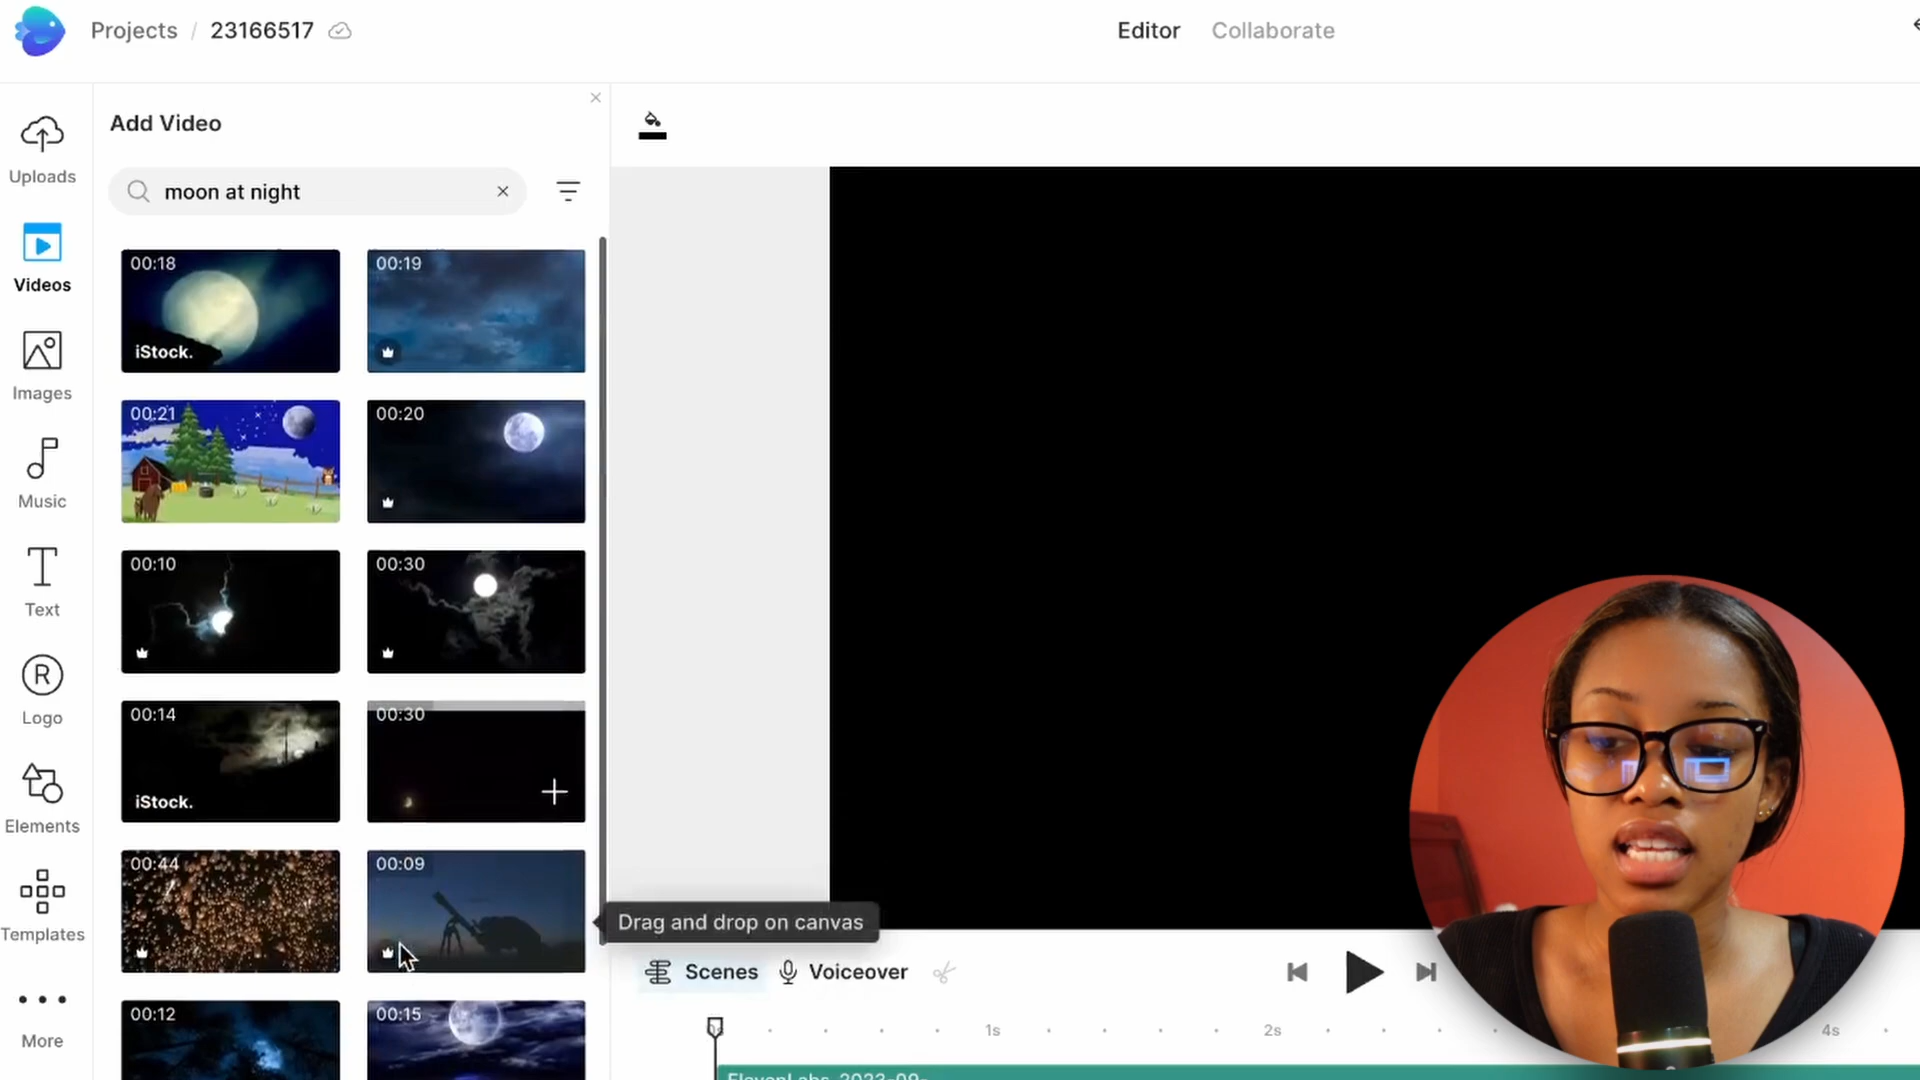 Projects / 23166517
Editor
Collaborate
Uploads
Videos
Images
Music
Text
R
Logo
Elements
Templates
More
Add Video
moon at night
00:18
iStock.
00:19
00:21
00:20
00:10
00:30
00:14
iStock.
00:30
00:44
00:09
00:12
00:15
Drag and drop on canvas
Scenes
Voiceover
1s
2s
4s
ElevenLabs_2023-09-